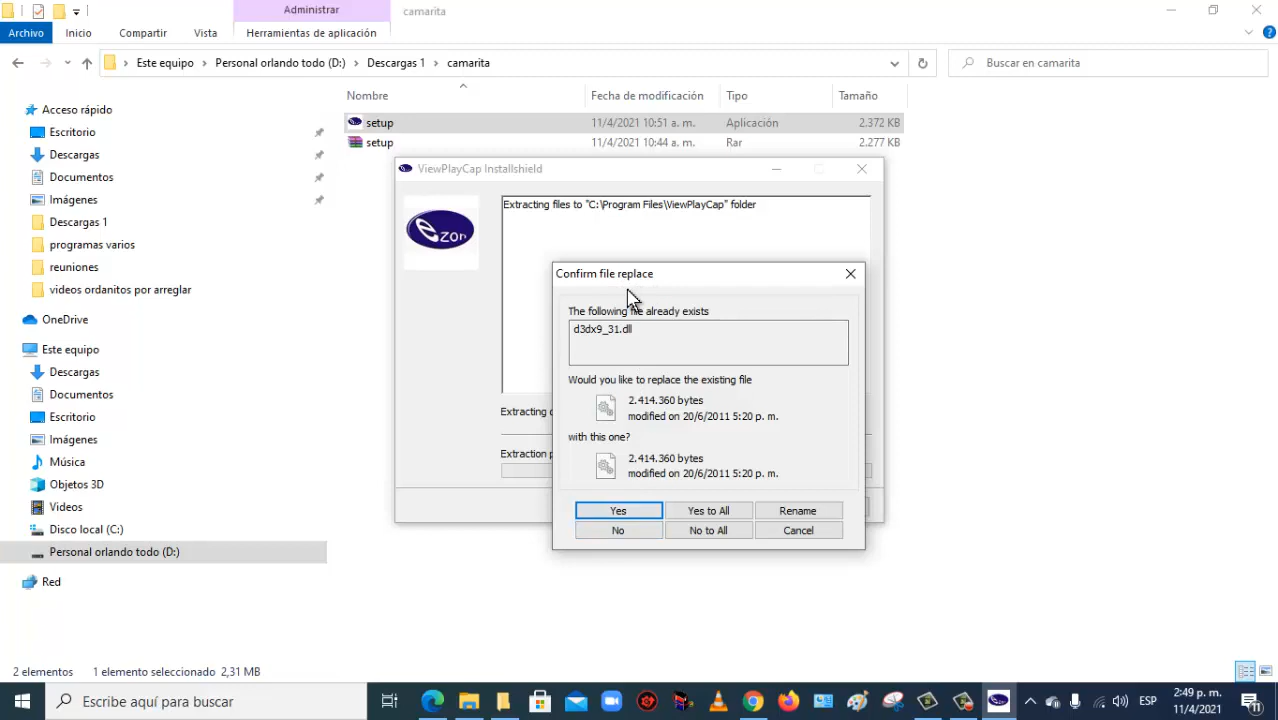 Administrar
camarita
Archivo
Inicio
Compartir
Vista
Herramientas de aplicación
Este equipo
Personal orlando todo (D:)
Descargas 1
camarita
Buscar en camarita
Nombre
Fecha de modificación
Tipo
Tamaño
setup
11/4/2021 10:51 a. m.
Aplicación
2.372 KB
setup
11/4/2021 10:44 a. m.
Rar
2.277 KB
Acceso rápido
Escritorio
Descargas
Documentos
Imágenes
Descargas 1
programas varios
reuniones
videos ordanitos por arreglar
OneDrive
Este equipo
Descargas
Documentos
Escritorio
Imágenes
Música
Objetos 3D
Videos
Disco local (C:)
Personal orlando todo (D:)
Red
ViewPlayCap Installshield
ezon
Extracting files to "C:\Program Files\ViewPlayCap" folder
Extracting
Extraction
Confirm file replace
The following file already exists
d3dx9_31.dll
Would you like to replace the existing file
2.414.360 bytes
modified on 20/6/2011 5:20 p. m.
with this one?
2.414.360 bytes
modified on 20/6/2011 5:20 p. m.
Yes
Yes to All
Rename
No
No to All
Cancel
2 elementos
1 elemento seleccionado 2,31 MB
Escribe aquí para buscar
ESP
2:49 p. m.
11/4/2021
11